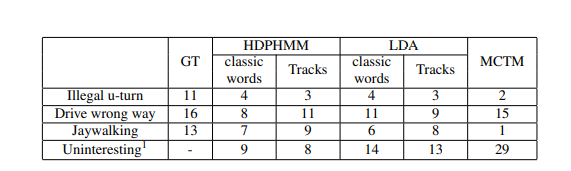 GT HDPHMM LDA MCTM
classic words Tracks classic words Tracks
Illegal u-turn 11 4 3 4 3 2
Drive wrong way 16 8 11 11 9 15
Jaywalking 13 7 9 6 8 1
Uninteresting1 - 9 8 14 13 29